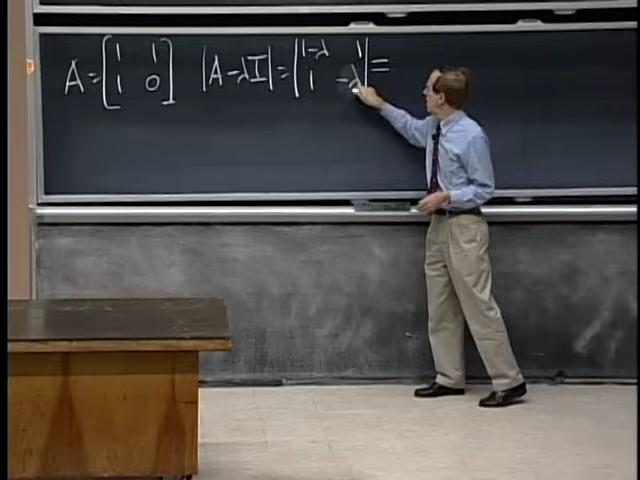 A = [1 1; 1 0] |A-λI| = |1-λ 1; 1 -λ| =